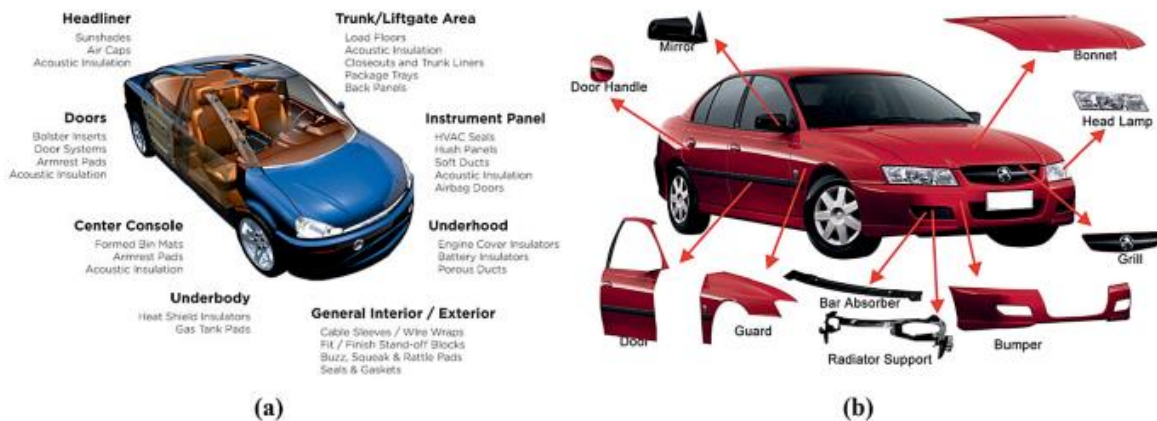 Headliner
Sunshades
Air Caps
Acoustic Insulation
Trunk/Liftgate Area
Load Floors
Acoustic Insulation
Closeouts and Trunk Liners
Package Trays
Back Panels
Doors
Bolster Inserts
Door Systems
Armrest Pads
Acoustic Insulation
Instrument Panel
HVAC Seals
Hush Panels
Soft Ducts
Acoustic Insulation
Airbag Doors
Center Console
Formed Bin Mats
Armrest Pads
Acoustic Insulation
Underhood
Engine Cover Insulators
Battery Insulators
Porous Ducts
Underbody
Heat Shield Insulators
Gas Tank Pads
General Interior / Exterior
Cable Sleeves / Wire Wraps
Fit / Finish Stand-off Blocks
Buzz, Squeak & Rattle Pads
Seals & Gaskets
(a)
Mirror
Bonnet
Door Handle
Head Lamp
Grill
Bar Absorber
Door
Guard
Radiator Support
Bumper
(b)